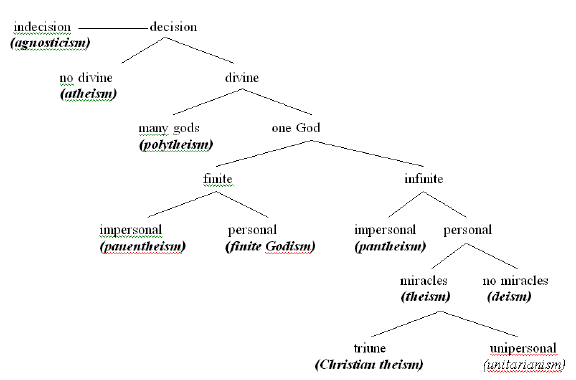 indecision decision
(agnosticism)
no divine divine
(atheism)
many gods one God
(polytheism)
finite infinite
impersonal personal impersonal personal
(pauentheism) (finite Godism) (pantheism)
miracles no miracles
(theism) (deism)
triune unipersonal
(Christian theism) (unitarianism)